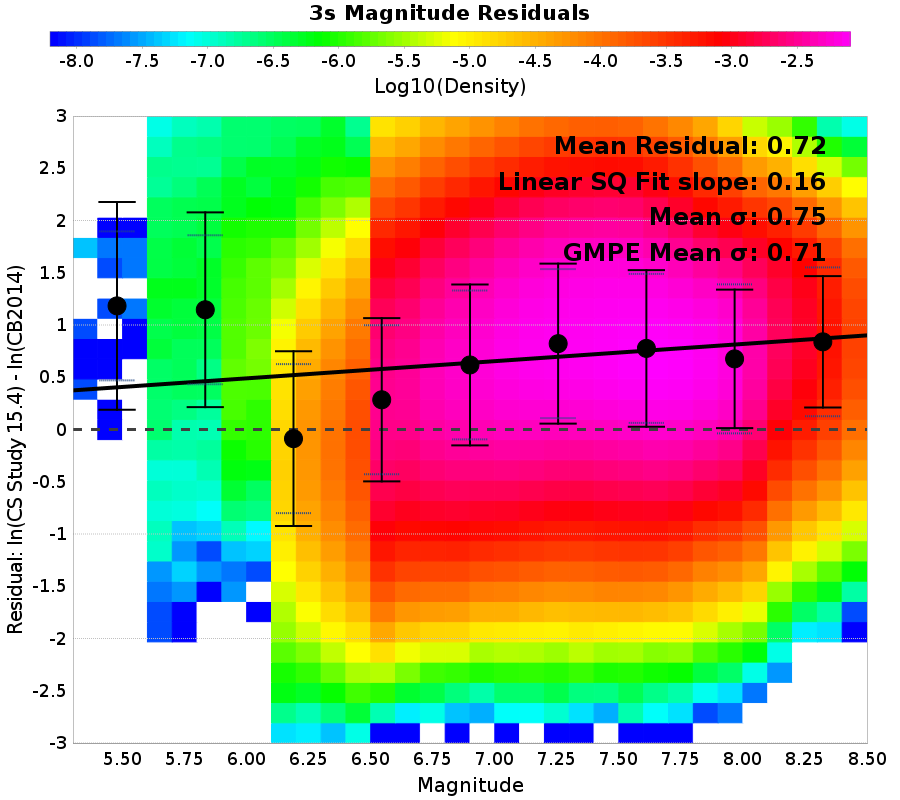 3s Magnitude Residuals
-8.0 -7.5 -7.0 -6.5 -6.0 -5.5 -5.0 -4.5 -4.0 -3.5 -3.0 -2.5
Log10(Density)
Mean Residual: 0.72
Linear SQ Fit slope: 0.16
Mean σ: 0.75
GMPE Mean σ: 0.71
Residual: ln(CS Study 15.4) - ln(CB2014)
3
2.5
2
1.5
1
0.5
0
-0.5
-1
-1.5
-2
-2.5
-3
5.50 5.75 6.00 6.25 6.50 6.75 7.00 7.25 7.50 7.75 8.00 8.25 8.50
Magnitude